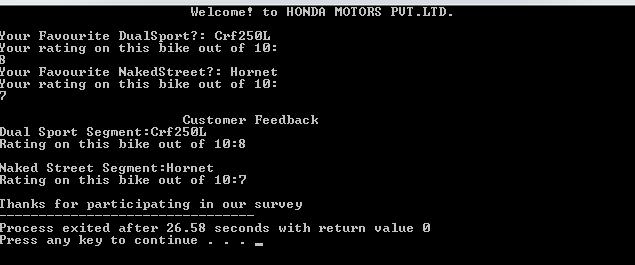 Welcome! to HONDA MOTORS PVT.LTD.
Your Favourite DualSport?: Crf250L
Your rating on this bike out of 10:
8
Your Favourite NakedStreet?: Hornet
Your rating on this bike out of 10:
7
Customer Feedback
Dual Sport Segment:Crf250L
Rating on this bike out of 10:8
Naked Street Segment:Hornet
Rating on this bike out of 10:7
Thanks for participating in our survey
--------------------------------
Process exited after 26.58 seconds with return value 0
Press any key to continue . . . _